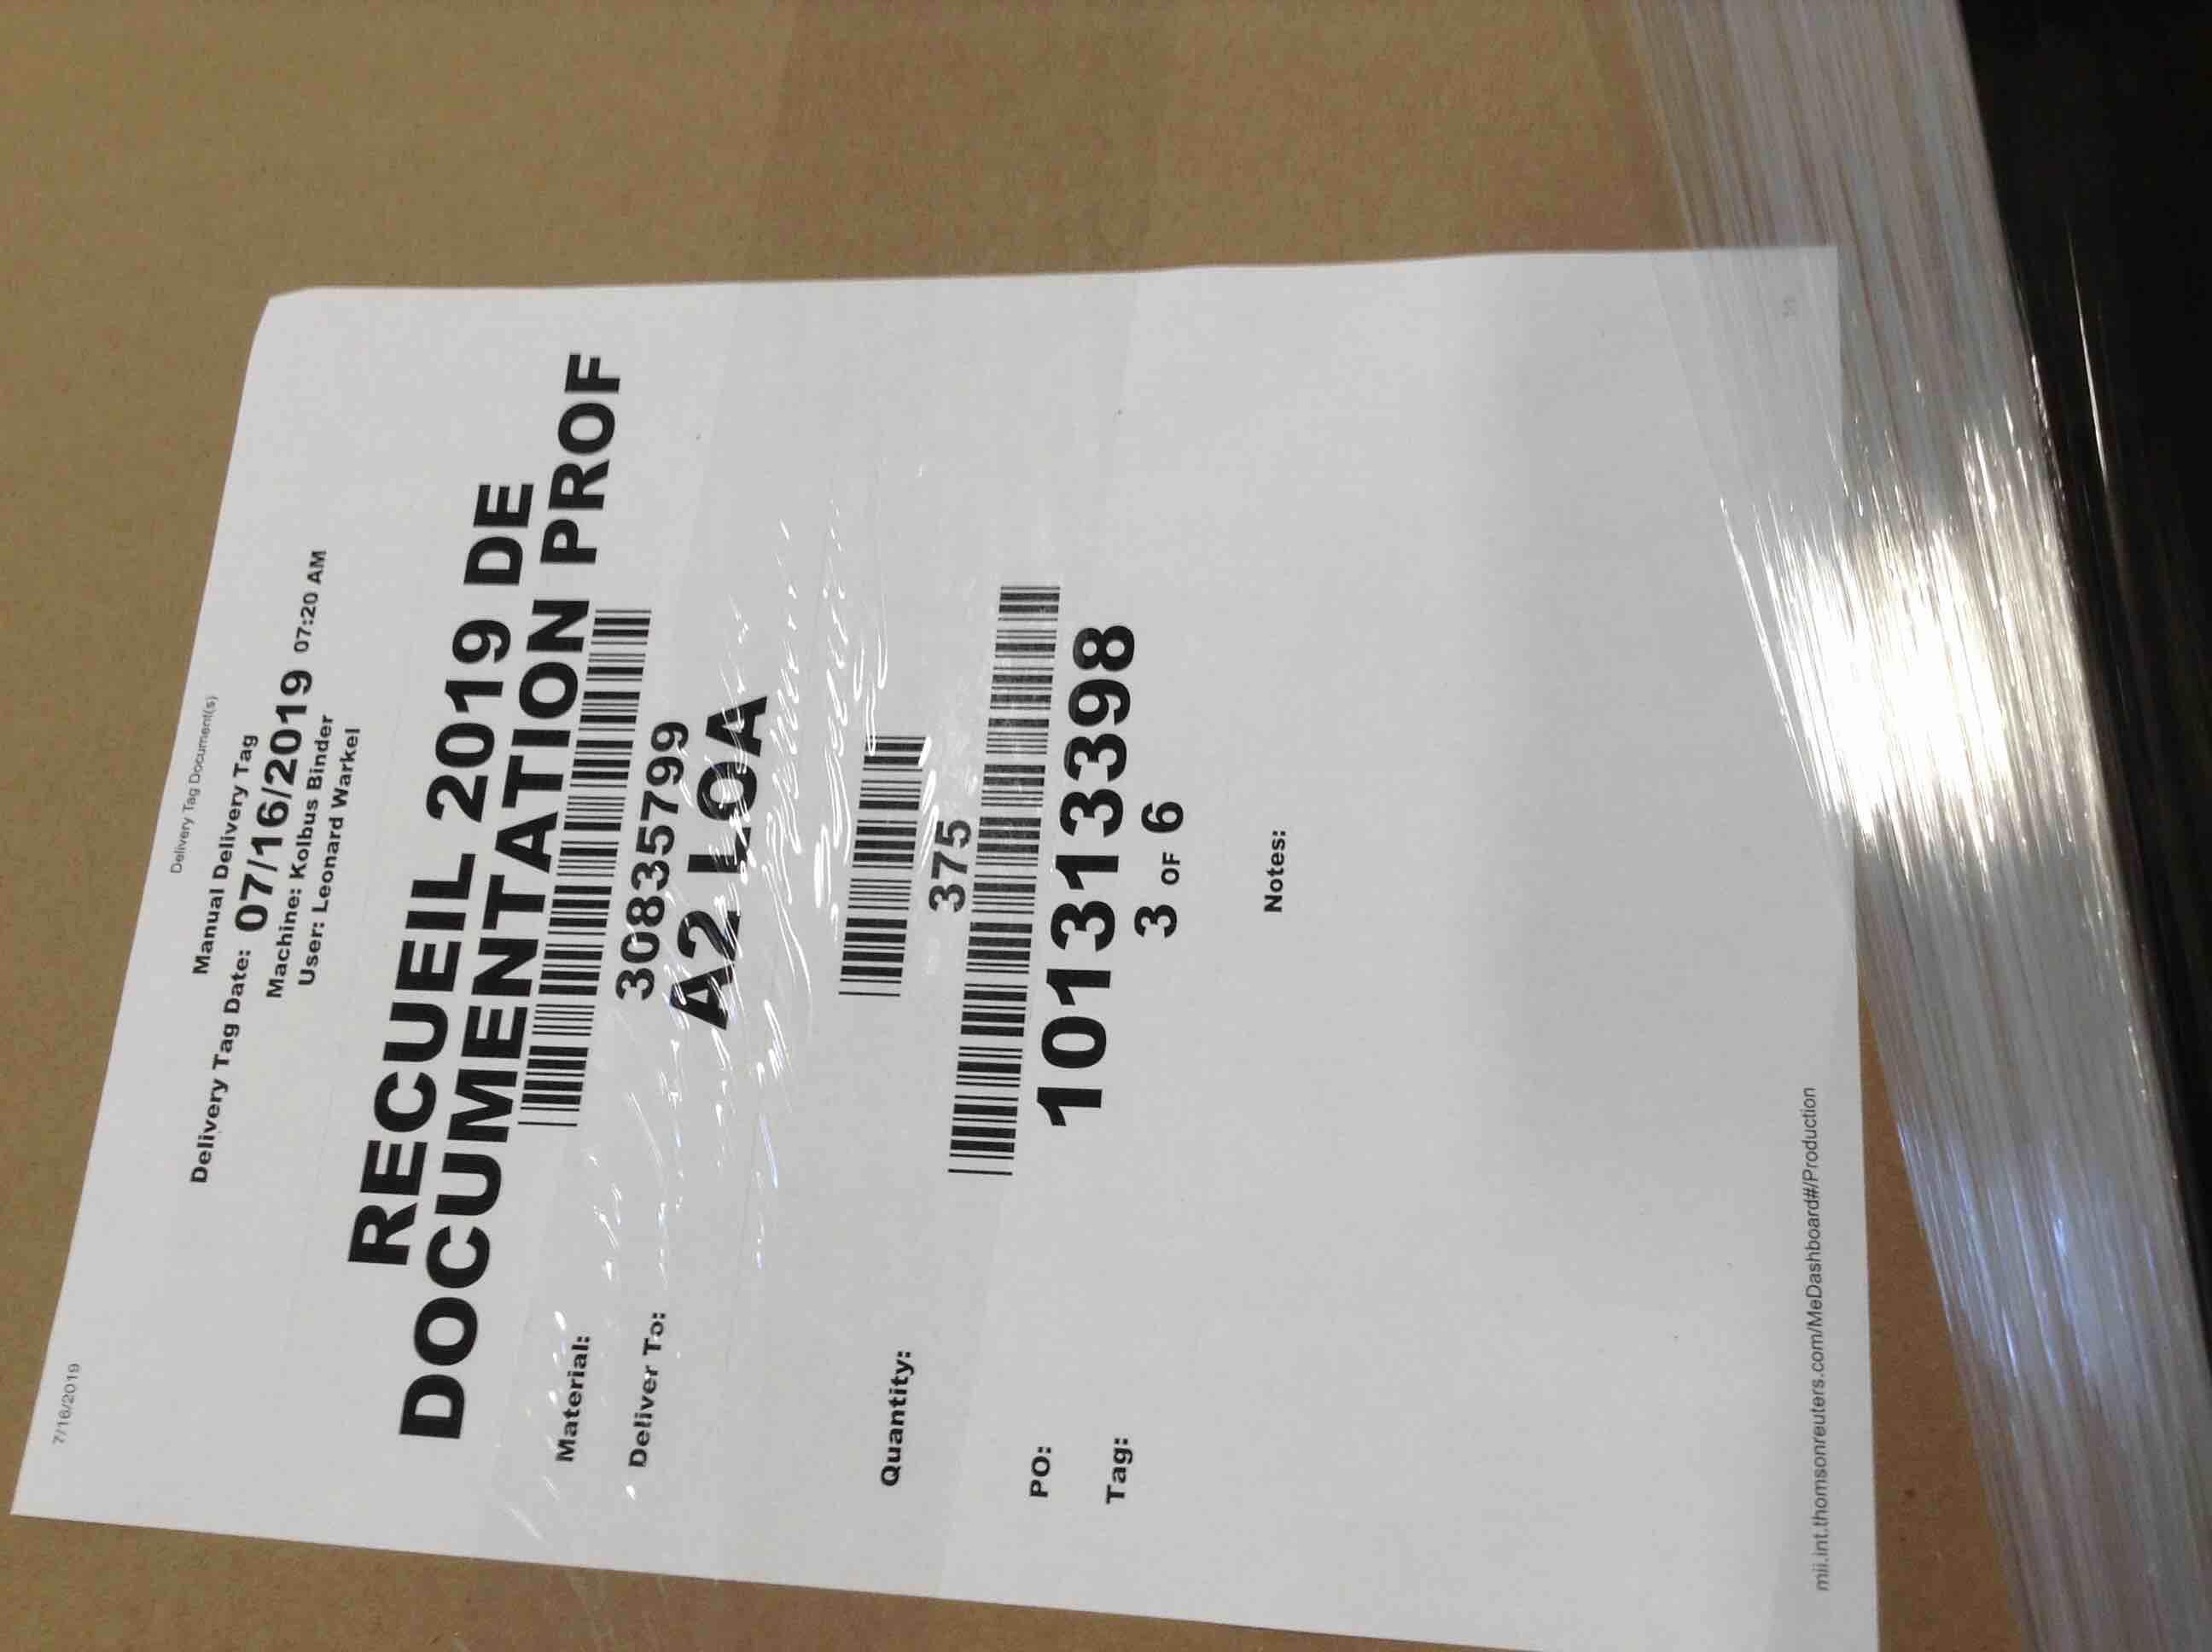 7/16/2019
Delivery Tag Document(s)
Manual Delivery Tag
Delivery Tag Date: 07/16/2019 07:20 AM
Machine: Kolbus Binder
User: Leonard Warkel
RECUEIL 2019 DE
DOCUMENTATION PROF
Material:
30835799
Deliver To: A2 LOA
Quantity:
375
PO:
101313398
Tag: 3 OF 6
Notes:
mii.int.thomsonreuters.com/MeDashboard#/Production